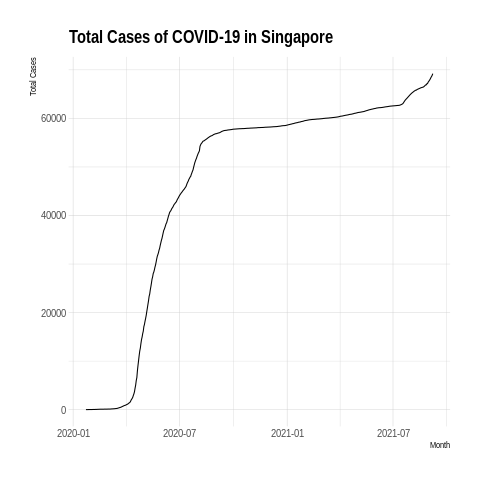 Total Cases of COVID-19 in Singapore
Total Cases
60000
40000
20000
0
2020-01 2020-07 2021-01 2021-07
Month